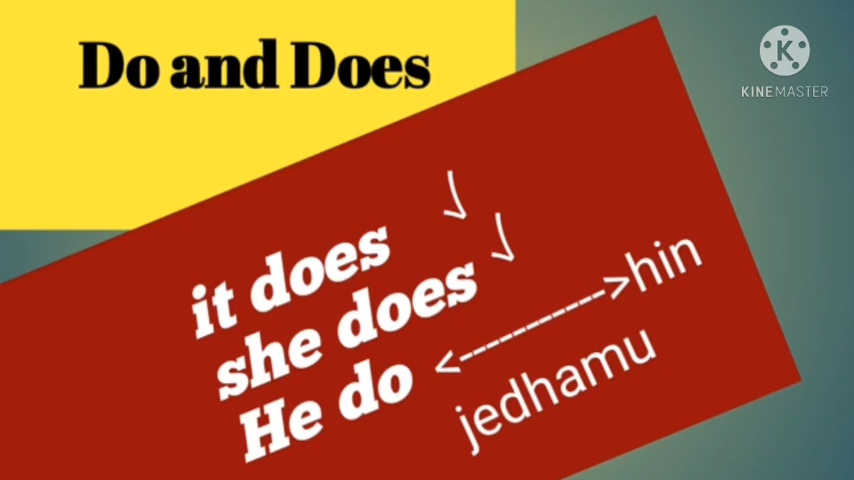 Do and Does
KINEMASTER
it does
she does
He do <---------->hin
jedhamu